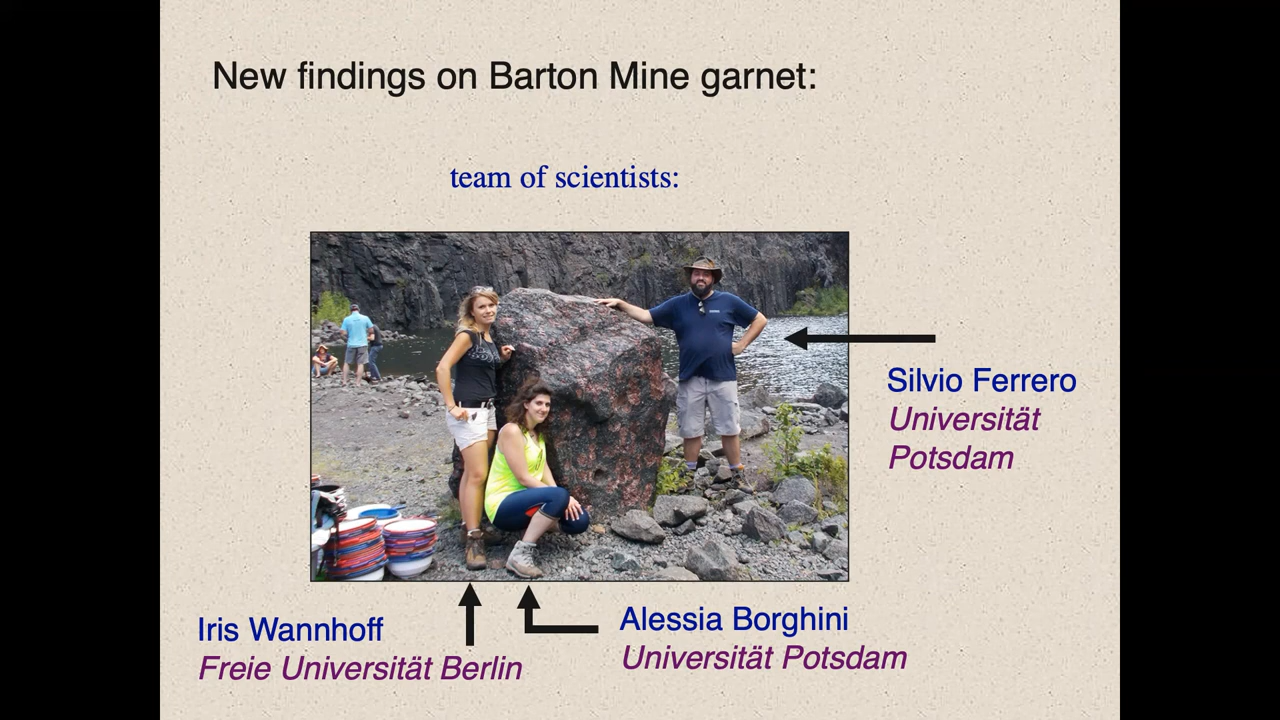 New findings on Barton Mine garnet:
team of scientists:
Silvio Ferrero
Universität
Potsdam
Iris Wannhoff
Freie Universität Berlin
Alessia Borghini
Universität Potsdam